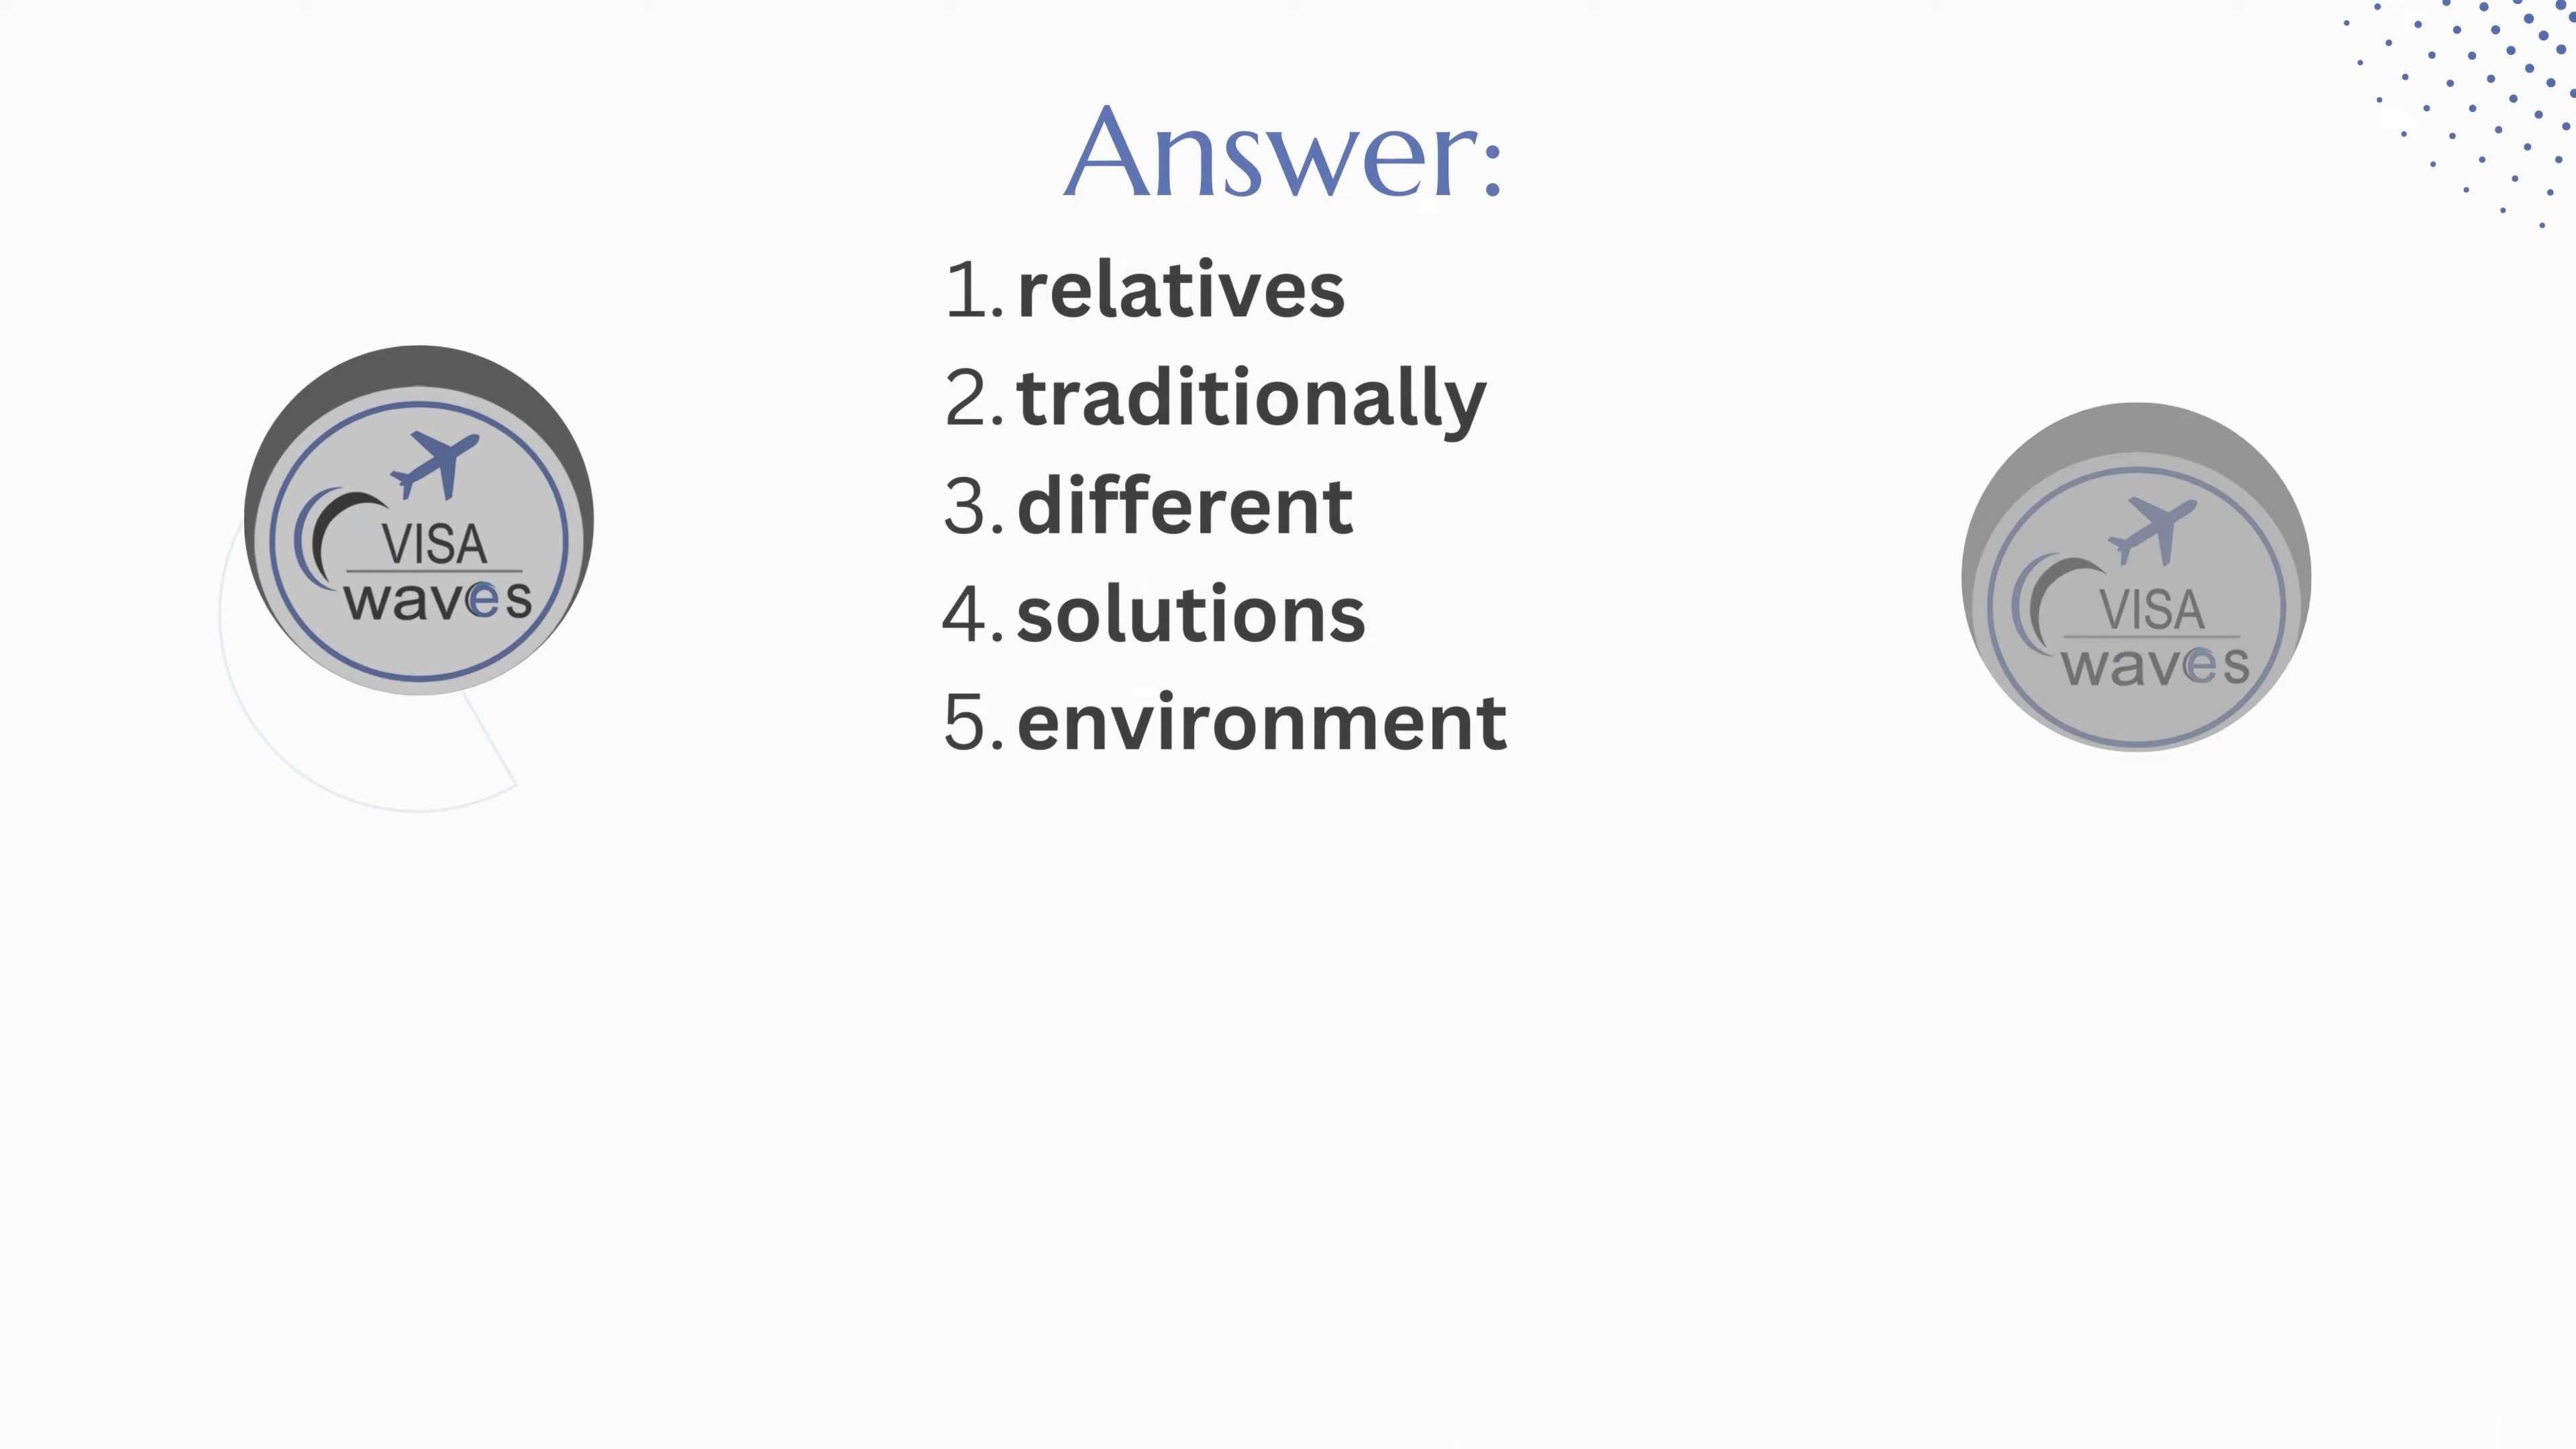 Answer:
1. relatives
2. traditionally
3. different
4. solutions
5. environment
VISA
waves
VISA
waves